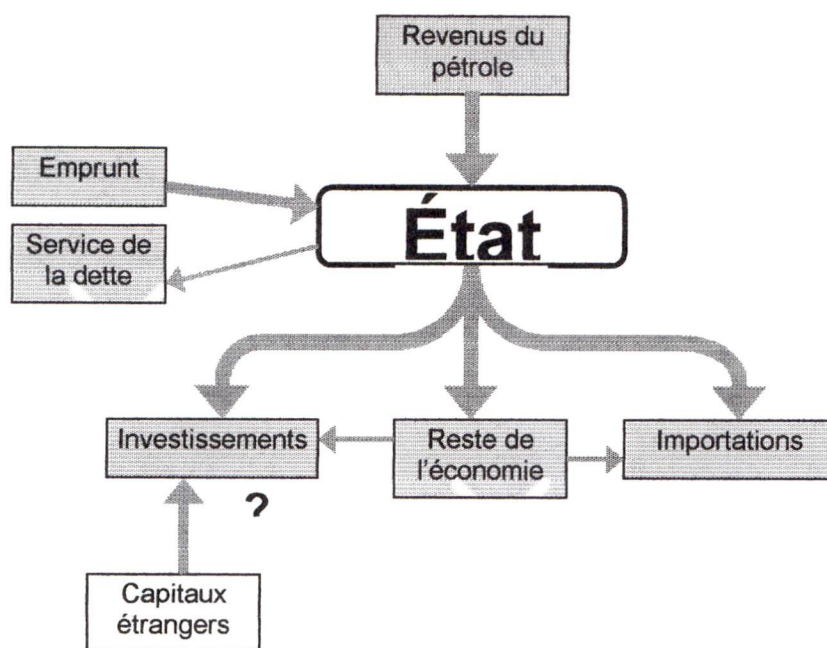 Revenus du
pétrole
Emprunt
État
Service de
la dette
Investissements
Reste de
l'économie
Importations
?
Capitaux
étrangers